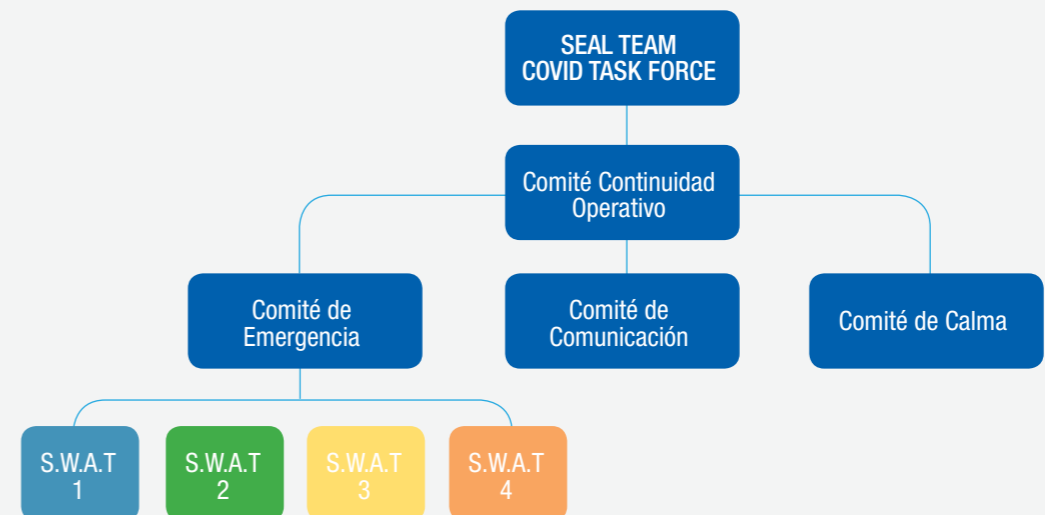 SEAL TEAM
COVID TASK FORCE
Comité Continuidad
Operativo
Comité de
Emergencia
Comité de
Comunicación
Comité de Calma
S.W.A.T
1
S.W.A.T
2
S.W.A.T
3
S.W.A.T
4